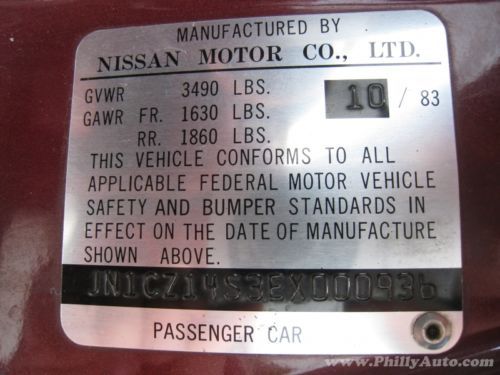 MANUFACTURED BY
NISSAN MOTOR CO., LTD.
GVWR 3490 LBS. 10 / 83
GAWR FR. 1630 LBS.
RR. 1860 LBS.
THIS VEHICLE CONFORMS TO ALL
APPLICABLE FEDERAL MOTOR VEHICLE
SAFETY AND BUMPER STANDARDS IN
EFFECT ON THE DATE OF MANUFACTURE
SHOWN ABOVE.
JN1CZ14S3EX000936
PASSENGER CAR
www.PhillyAuto.com